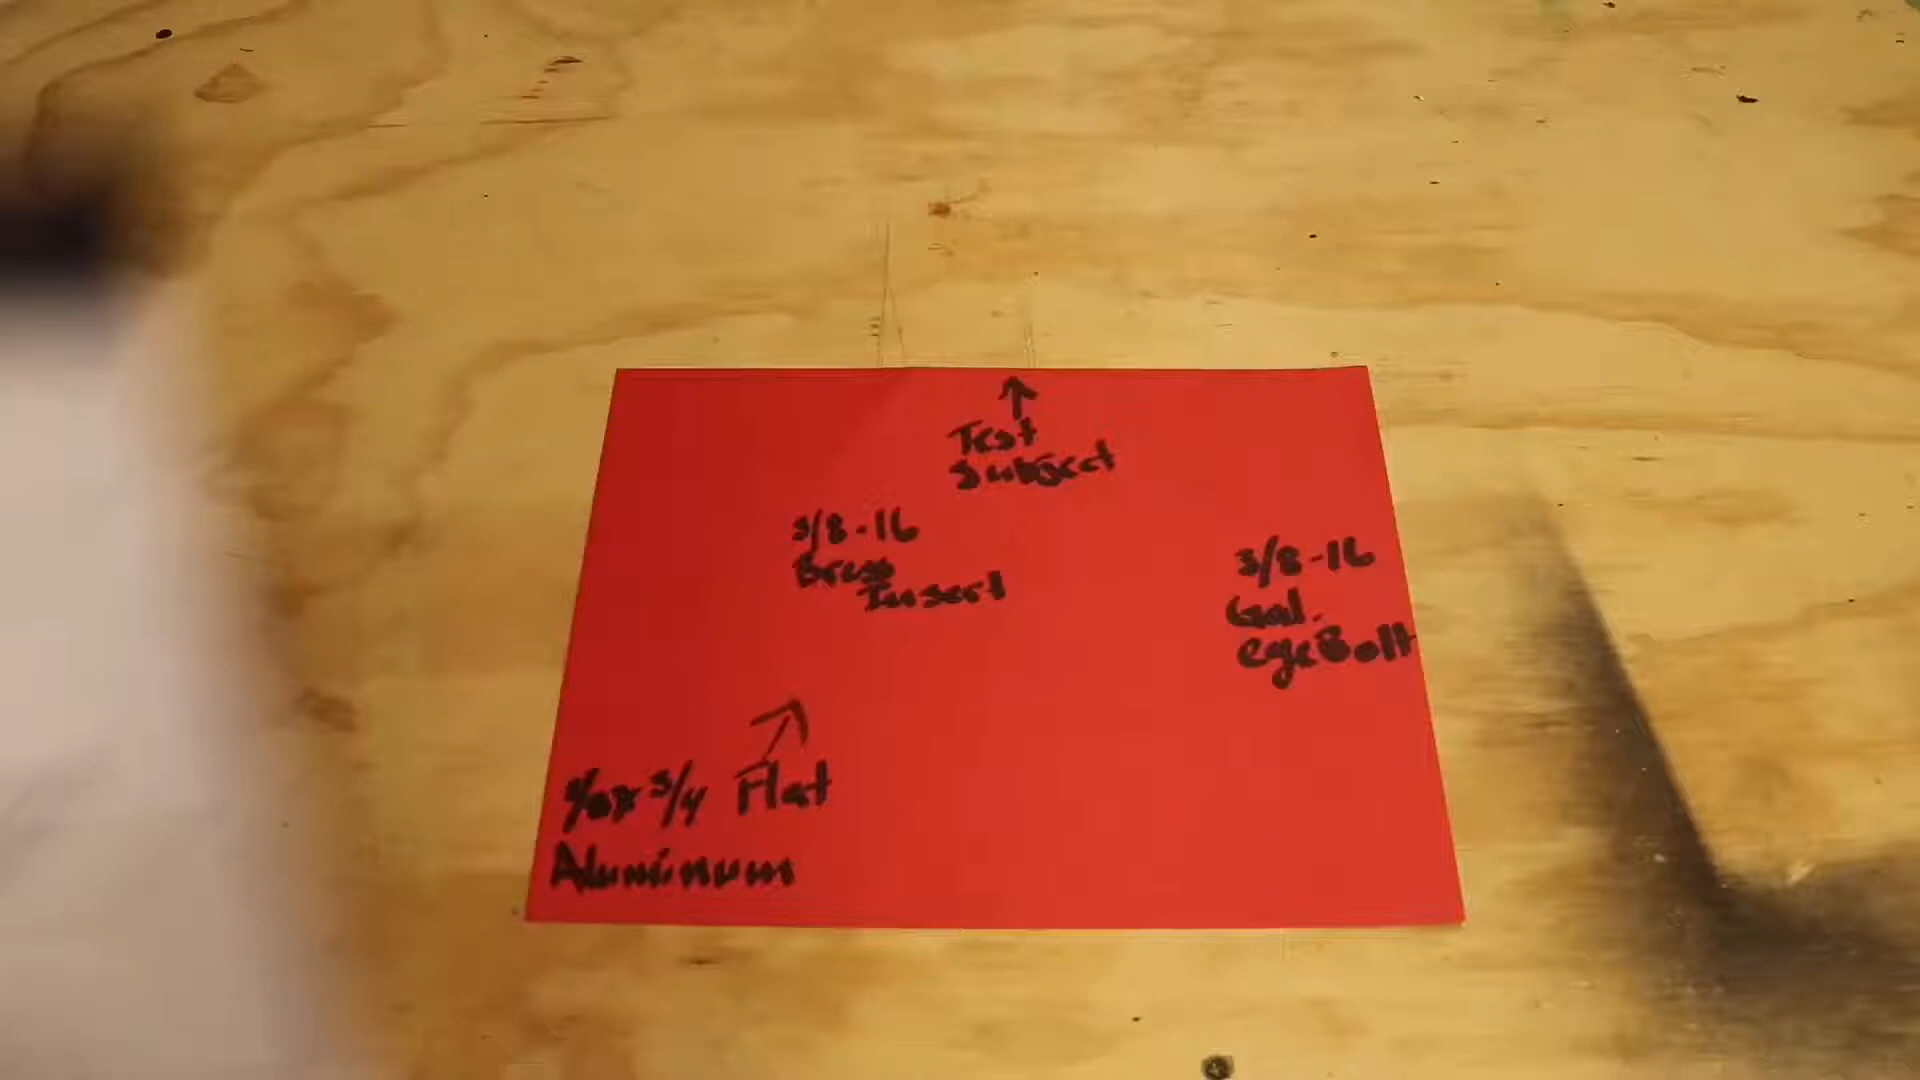 Test
Subject
3/8-16
Brass
Insert
3/8-16
Gal.
eyeBolt
3/4 Flat
Aluminum